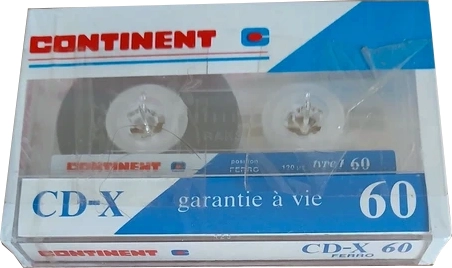 CONTINENT C
CONTINENT C POSITION FERRO 120 µs type I 60
CD-X garantie à vie 60
CONTINENT C CD-X 60
FERRO